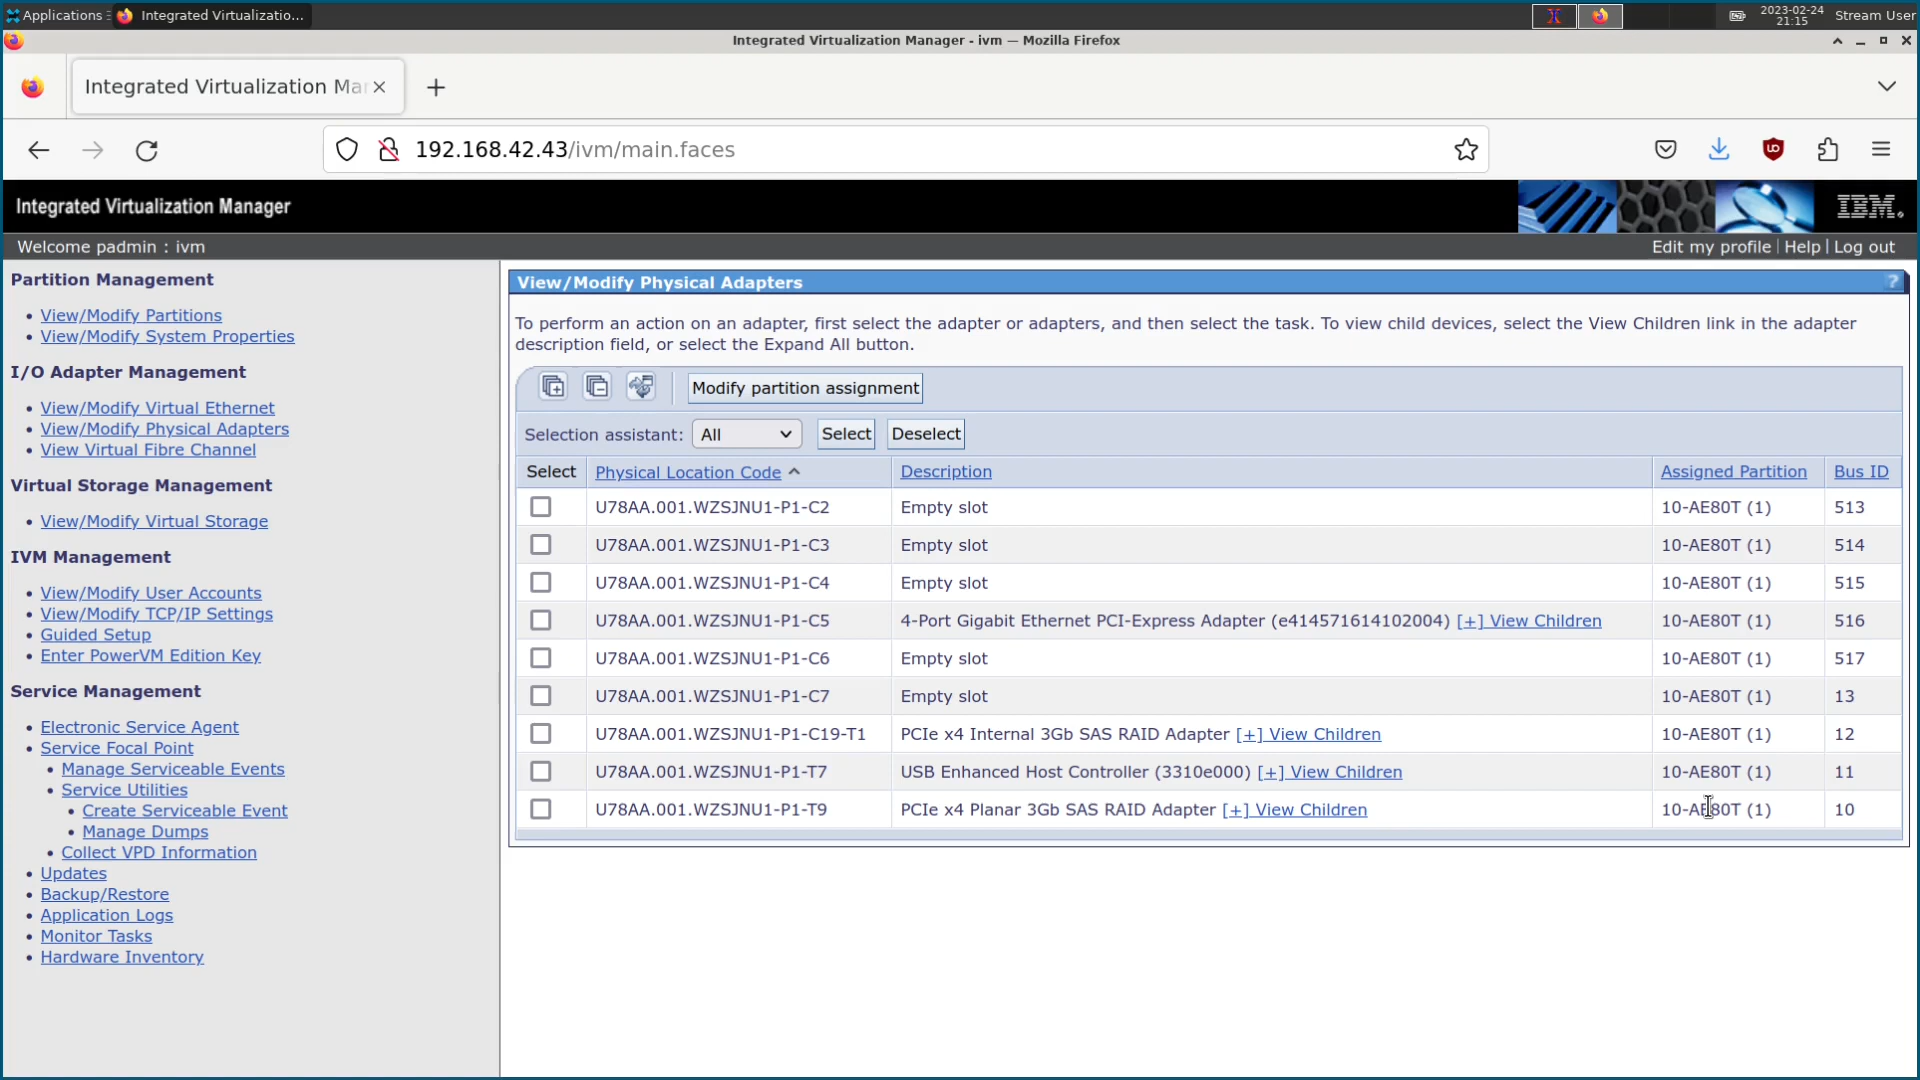 Applications
Integrated Virtualizatio...
2023-02-24
21:15
Stream User
Integrated Virtualization Manager - ivm — Mozilla Firefox
Integrated Virtualization Ma
192.168.42.43/ivm/main.faces
Integrated Virtualization Manager
IBM.
Welcome padmin : ivm
Edit my profile | Help | Log out
Partition Management
• View/Modify Partitions
• View/Modify System Properties
I/O Adapter Management
• View/Modify Virtual Ethernet
• View/Modify Physical Adapters
• View Virtual Fibre Channel
Virtual Storage Management
• View/Modify Virtual Storage
IVM Management
• View/Modify User Accounts
• View/Modify TCP/IP Settings
• Guided Setup
• Enter PowerVM Edition Key
Service Management
• Electronic Service Agent
• Service Focal Point
• Manage Serviceable Events
• Service Utilities
• Create Serviceable Event
• Manage Dumps
• Collect VPD Information
• Updates
• Backup/Restore
• Application Logs
• Monitor Tasks
• Hardware Inventory
View/Modify Physical Adapters ?
To perform an action on an adapter, first select the adapter or adapters, and then select the task. To view child devices, select the View Children link in the adapter
description field, or select the Expand All button.
Modify partition assignment
Selection assistant: All Select Deselect
Select Physical Location Code Description Assigned Partition Bus ID
U78AA.001.WZSJNU1-P1-C2 Empty slot 10-AE80T (1) 513
U78AA.001.WZSJNU1-P1-C3 Empty slot 10-AE80T (1) 514
U78AA.001.WZSJNU1-P1-C4 Empty slot 10-AE80T (1) 515
U78AA.001.WZSJNU1-P1-C5 4-Port Gigabit Ethernet PCI-Express Adapter (e414571614102004) [+] View Children 10-AE80T (1) 516
U78AA.001.WZSJNU1-P1-C6 Empty slot 10-AE80T (1) 517
U78AA.001.WZSJNU1-P1-C7 Empty slot 10-AE80T (1) 13
U78AA.001.WZSJNU1-P1-C19-T1 PCIe x4 Internal 3Gb SAS RAID Adapter [+] View Children 10-AE80T (1) 12
U78AA.001.WZSJNU1-P1-T7 USB Enhanced Host Controller (3310e000) [+] View Children 10-AE80T (1) 11
U78AA.001.WZSJNU1-P1-T9 PCIe x4 Planar 3Gb SAS RAID Adapter [+] View Children 10-AE80T (1) 10